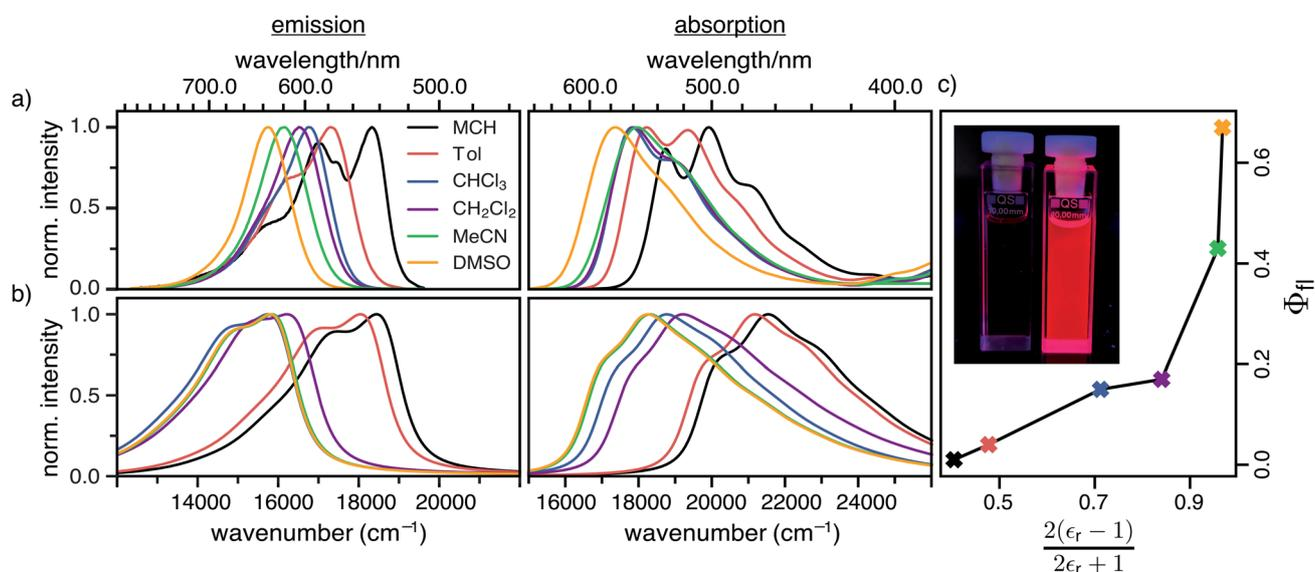 emission
absorption
wavelength/nm
wavelength/nm
700.0 600.0 500.0
600.0 500.0 400.0
a)
c)
norm. intensity
1.0
0.5
0.0
MCH
Tol
CHCl₃
CH₂Cl₂
MeCN
DMSO
QS
10,00mm
QS
10,00mm
b)
norm. intensity
1.0
0.5
0.0
14000 16000 18000 20000
wavenumber (cm⁻¹)
16000 18000 20000 22000 24000
wavenumber (cm⁻¹)
0.6
0.4
0.2
0.0
Φfl
0.5 0.7 0.9
2(ϵr − 1)
2ϵr + 1